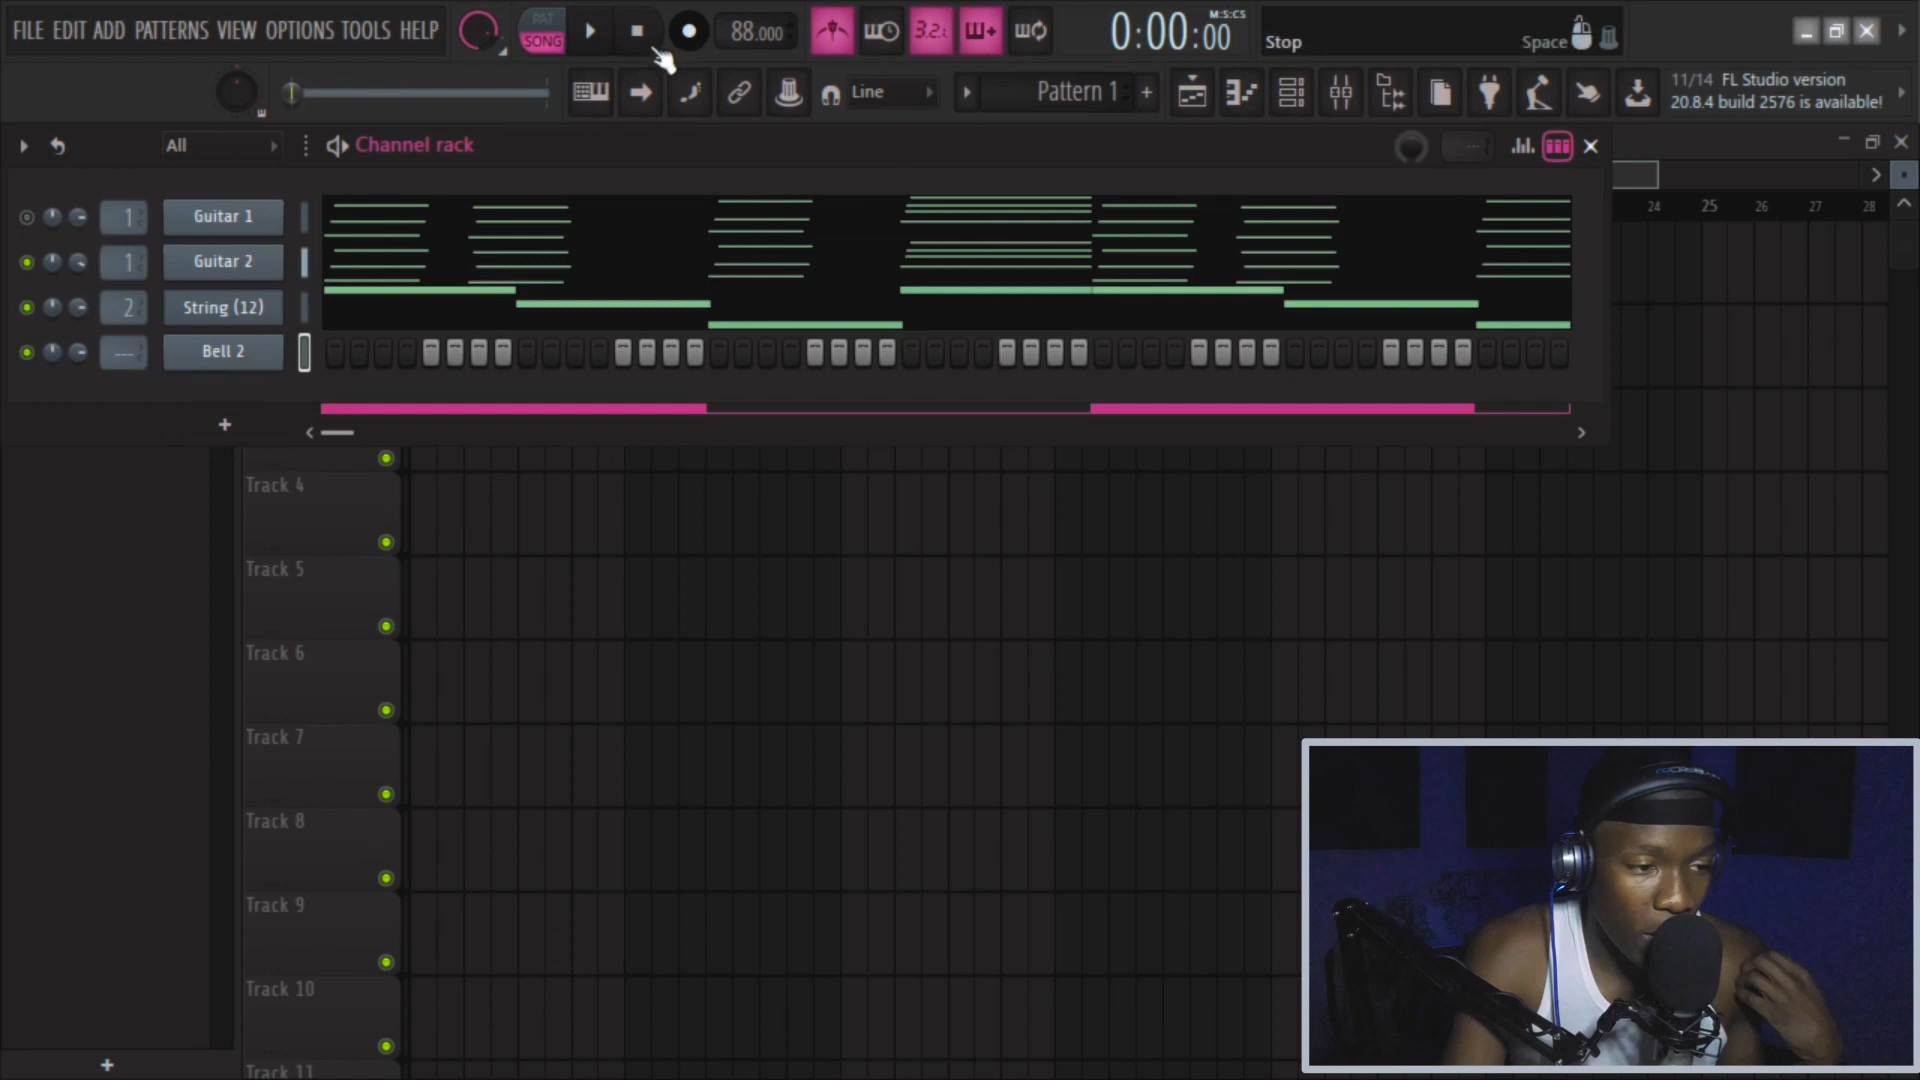 FILE EDIT ADD PATTERNS VIEW OPTIONS TOOLS HELP
PAT
SONG
88.000
3.2.
0:00:00
M:S:CS
Stop
Space
Line
Pattern 1
+
11/14 FL Studio version
20.8.4 build 2576 is available!
All
Channel rack
---
1
Guitar 1
1
Guitar 2
2
String (12)
---
Bell 2
+
24 25 26 27 28
Track 4
Track 5
Track 6
Track 7
Track 8
Track 9
Track 10
Track 11
+